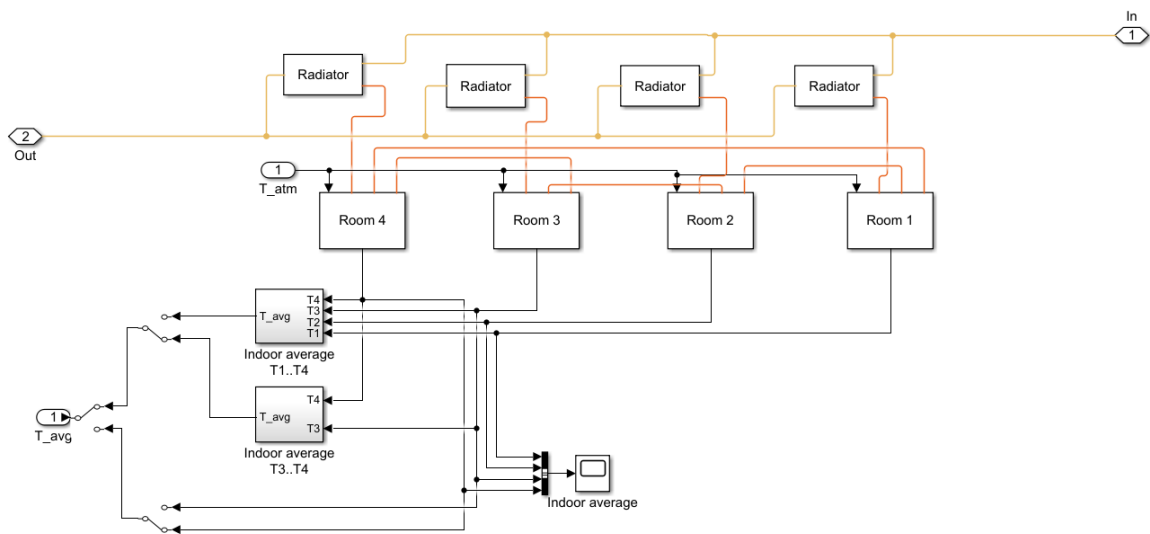 In
1
Radiator
Radiator
Radiator
Radiator
2
Out
1
T_atm
Room 4
Room 3
Room 2
Room 1
T_avg
T4
T3
T2
T1
Indoor average
T1..T4
T_avg
T4
T3
Indoor average
T3..T4
1
T_avg
Indoor average